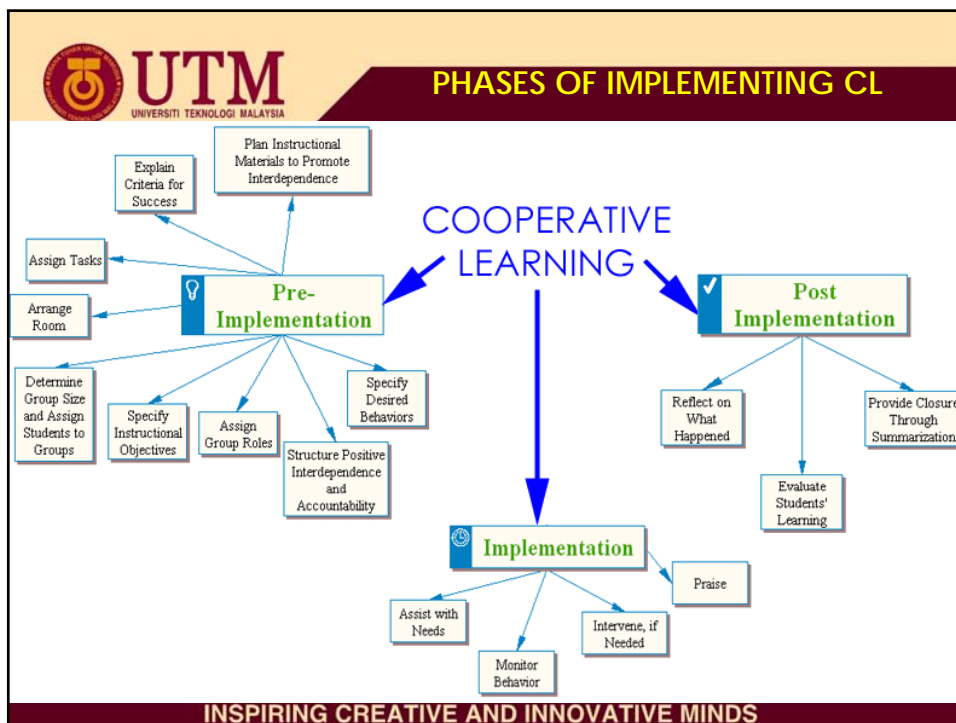 UTM
UNIVERSITI TEKNOLOGI MALAYSIA
PHASES OF IMPLEMENTING CL
COOPERATIVE
LEARNING
Pre-
Implementation
Plan Instructional
Materials to Promote
Interdependence
Explain
Criteria for
Success
Assign Tasks
Arrange
Room
Determine
Group Size
and Assign
Students to
Groups
Specify
Instructional
Objectives
Assign
Group Roles
Structure Positive
Interdependence
and
Accountability
Specify
Desired
Behaviors
Implementation
Assist with
Needs
Monitor
Behavior
Intervene, if
Needed
Praise
Post
Implementation
Reflect on
What
Happened
Evaluate
Students'
Learning
Provide Closure
Through
Summarization
INSPIRING CREATIVE AND INNOVATIVE MINDS